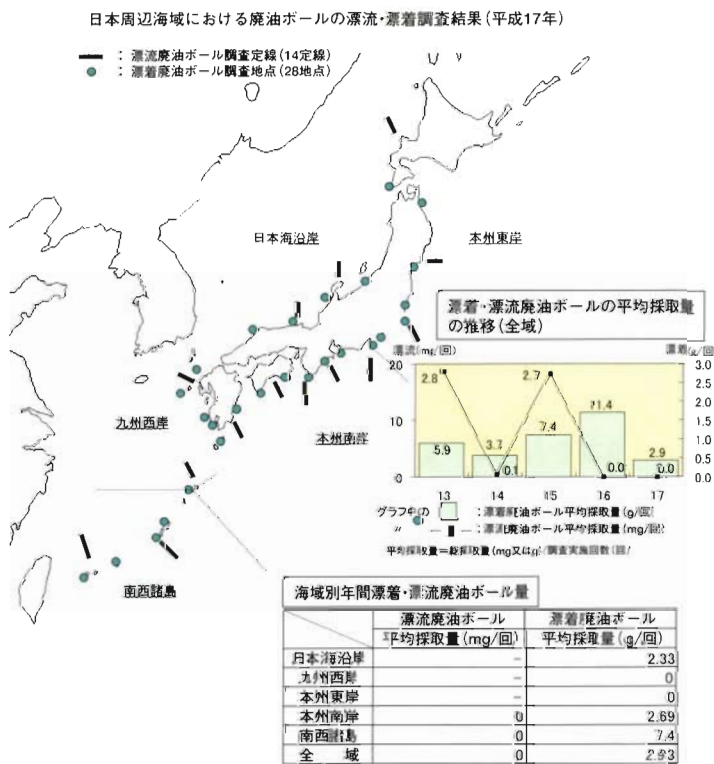 日本周辺海域における廃油ボールの漂流・漂着調査結果（平成17年）
：漂流廃油ボール調査定線（14定線）
：漂着廃油ボール調査地点（28地点）
日本海沿岸
本州東岸
九州西岸
本州南岸
南西諸島
漂着・漂流廃油ボールの平均採取量
の推移（全域）
漂流(mg/回)
漂着(g/回)
20
10
0
3.0
2.5
2.0
1.5
1.0
0.5
0.0
2.8
2.7
5.9
3.7
0.1
7.4
11.4
0.0
2.9
0.0
13
14
15
16
17
グラフ中の　：漂着廃油ボール平均採取量(g/回)
〃　：漂流廃油ボール平均採取量(mg/回)
平均採取量＝総採取量(mg又はg)/調査実施回数(回)
海域別年間漂着・漂流廃油ボール量
漂流廃油ボール　漂着廃油ボール
平均採取量(mg/回)　平均採取量(g/回)
日本海沿岸　-　2.33
九州西岸　-　0
本州東岸　-　0
本州南岸　0　2.69
南西諸島　0　7.4
全　域　0　2.93